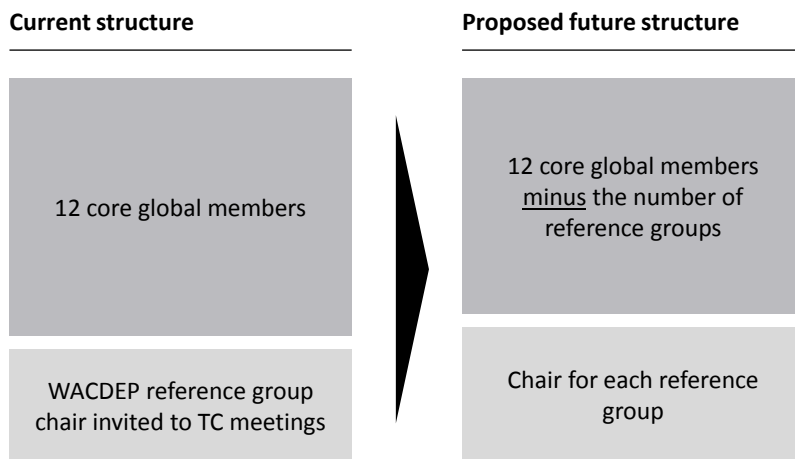 Current structure
Proposed future structure
12 core global members
12 core global members
minus the number of
reference groups
WACDEP reference group
chair invited to TC meetings
Chair for each reference
group